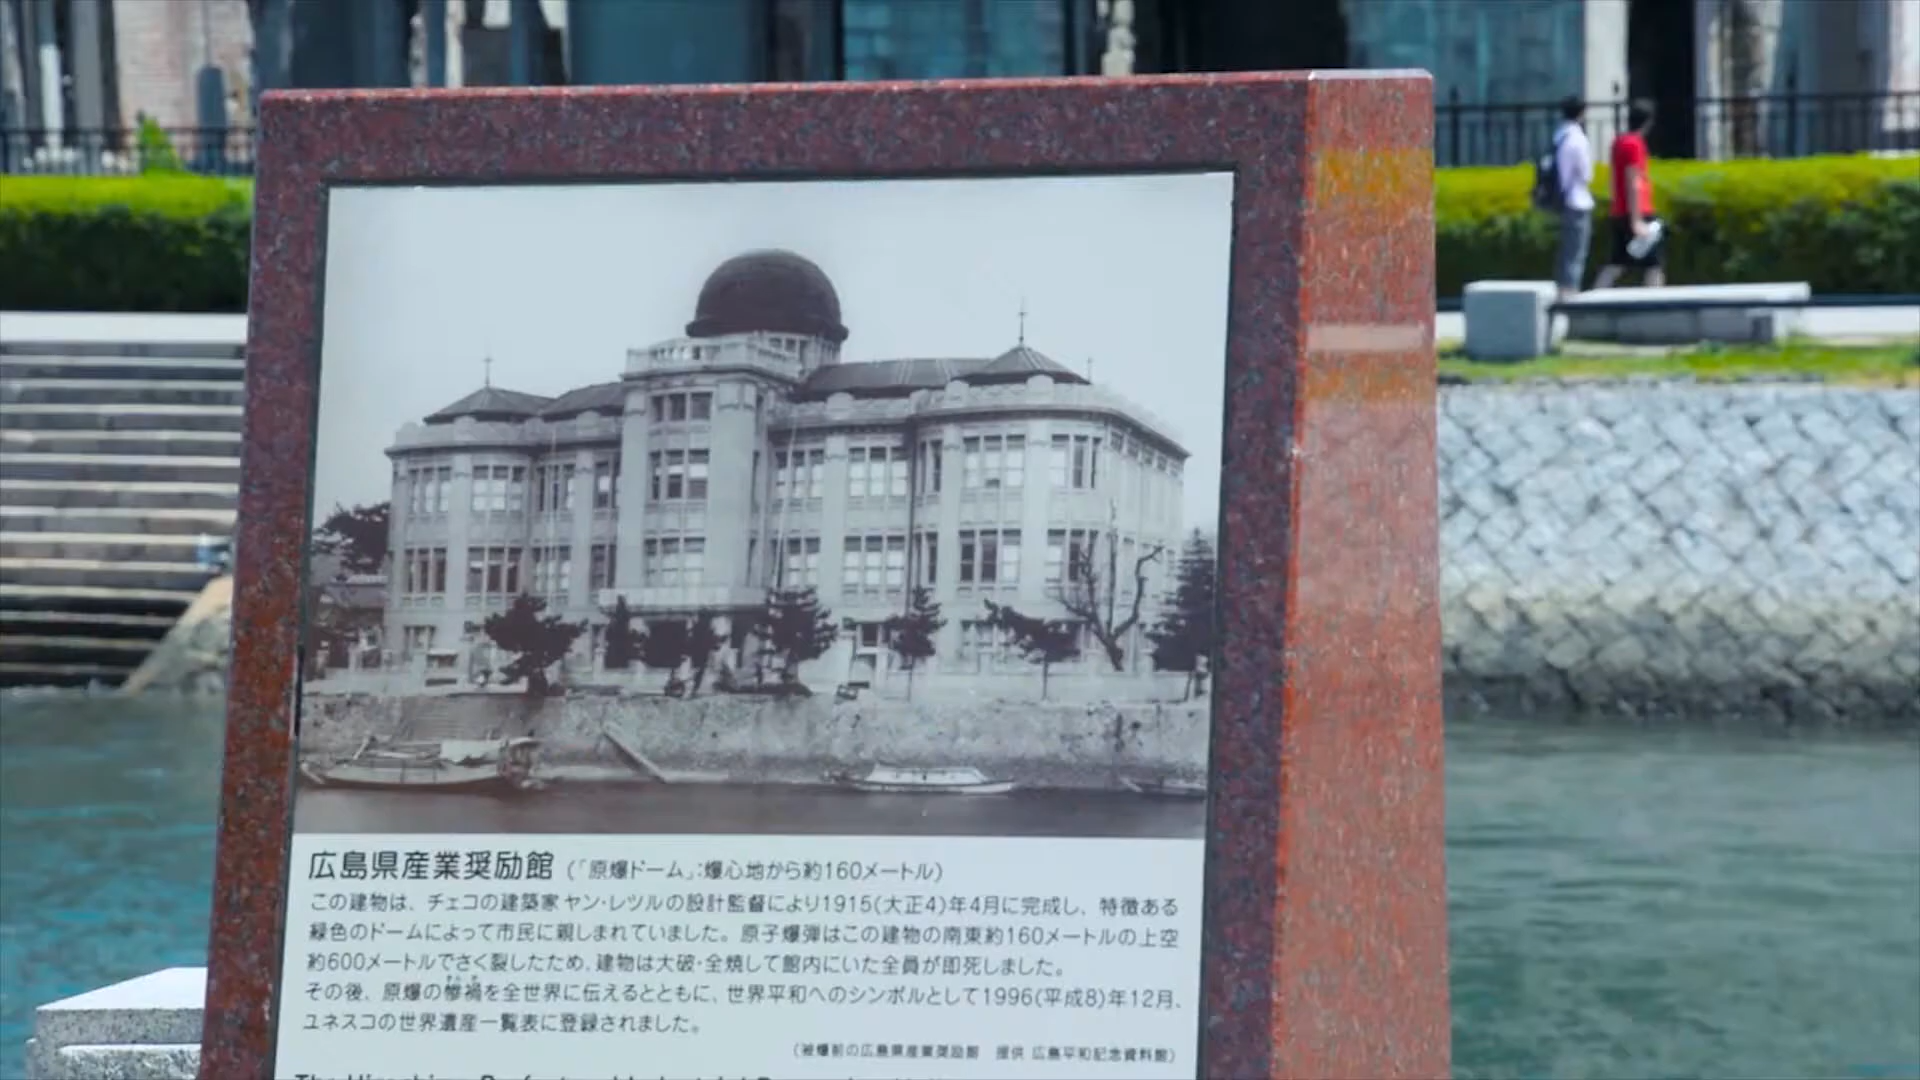 広島県産業奨励館（「原爆ドーム」：爆心地から約160メートル）
この建物は、チェコの建築家 ヤン・レツルの設計監督により1915(大正4)年4月に完成し、特徴ある
緑色のドームによって市民に親しまれていました。原子爆弾はこの建物の南東約160メートルの上空
約600メートルでさく裂したため、建物は大破・全焼して館内にいた全員が即死しました。
その後、原爆の惨禍を全世界に伝えるとともに、世界平和へのシンボルとして1996(平成8)年12月、
ユネスコの世界遺産一覧表に登録されました。
（被爆前の広島県産業奨励館　提供 広島平和記念資料館）